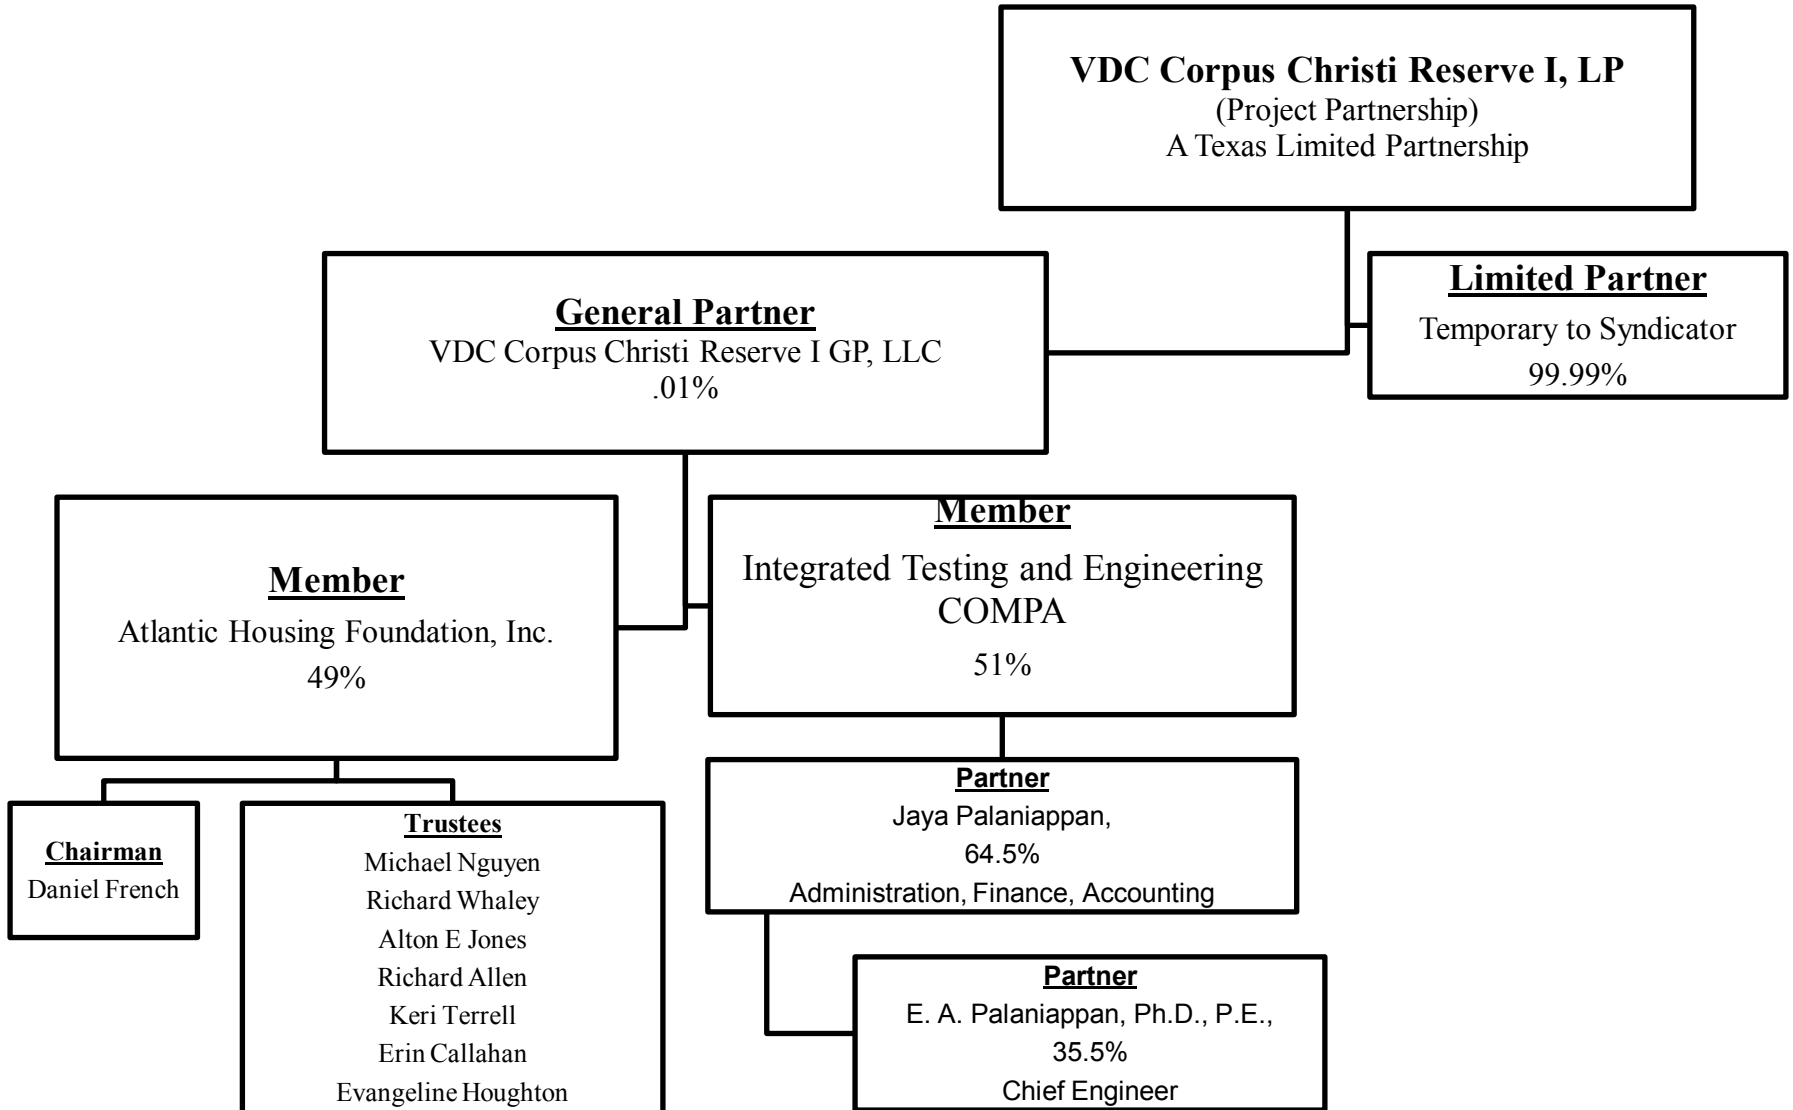 VDC Corpus Christi Reserve I, LP
(Project Partnership)
A Texas Limited Partnership
General Partner
VDC Corpus Christi Reserve I GP, LLC
.01%
Limited Partner
Temporary to Syndicator
99.99%
Member
Atlantic Housing Foundation, Inc.
49%
Member
Integrated Testing and Engineering
COMPA
51%
Chairman
Daniel French
Trustees
Michael Nguyen
Richard Whaley
Alton E Jones
Richard Allen
Keri Terrell
Erin Callahan
Evangeline Houghton
Partner
Jaya Palaniappan,
64.5%
Administration, Finance, Accounting
Partner
E. A. Palaniappan, Ph.D., P.E.,
35.5%
Chief Engineer